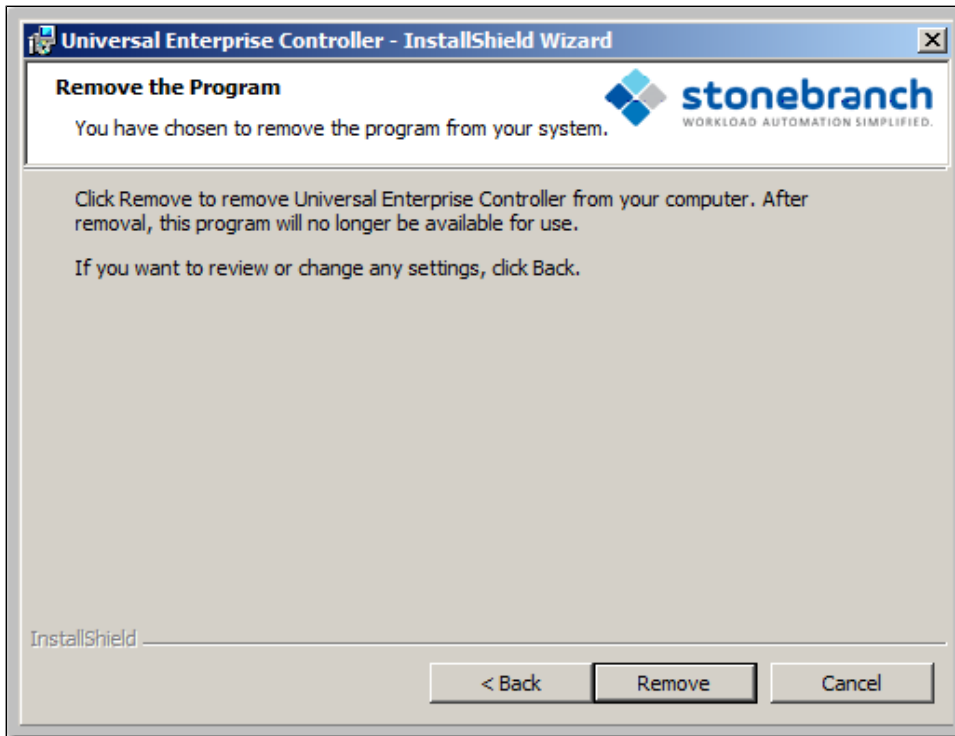 Universal Enterprise Controller - InstallShield Wizard
Remove the Program
You have chosen to remove the program from your system.
stonebranch
WORKLOAD AUTOMATION SIMPLIFIED.
Click Remove to remove Universal Enterprise Controller from your computer. After
removal, this program will no longer be available for use.
If you want to review or change any settings, click Back.
InstallShield
< Back
Remove
Cancel